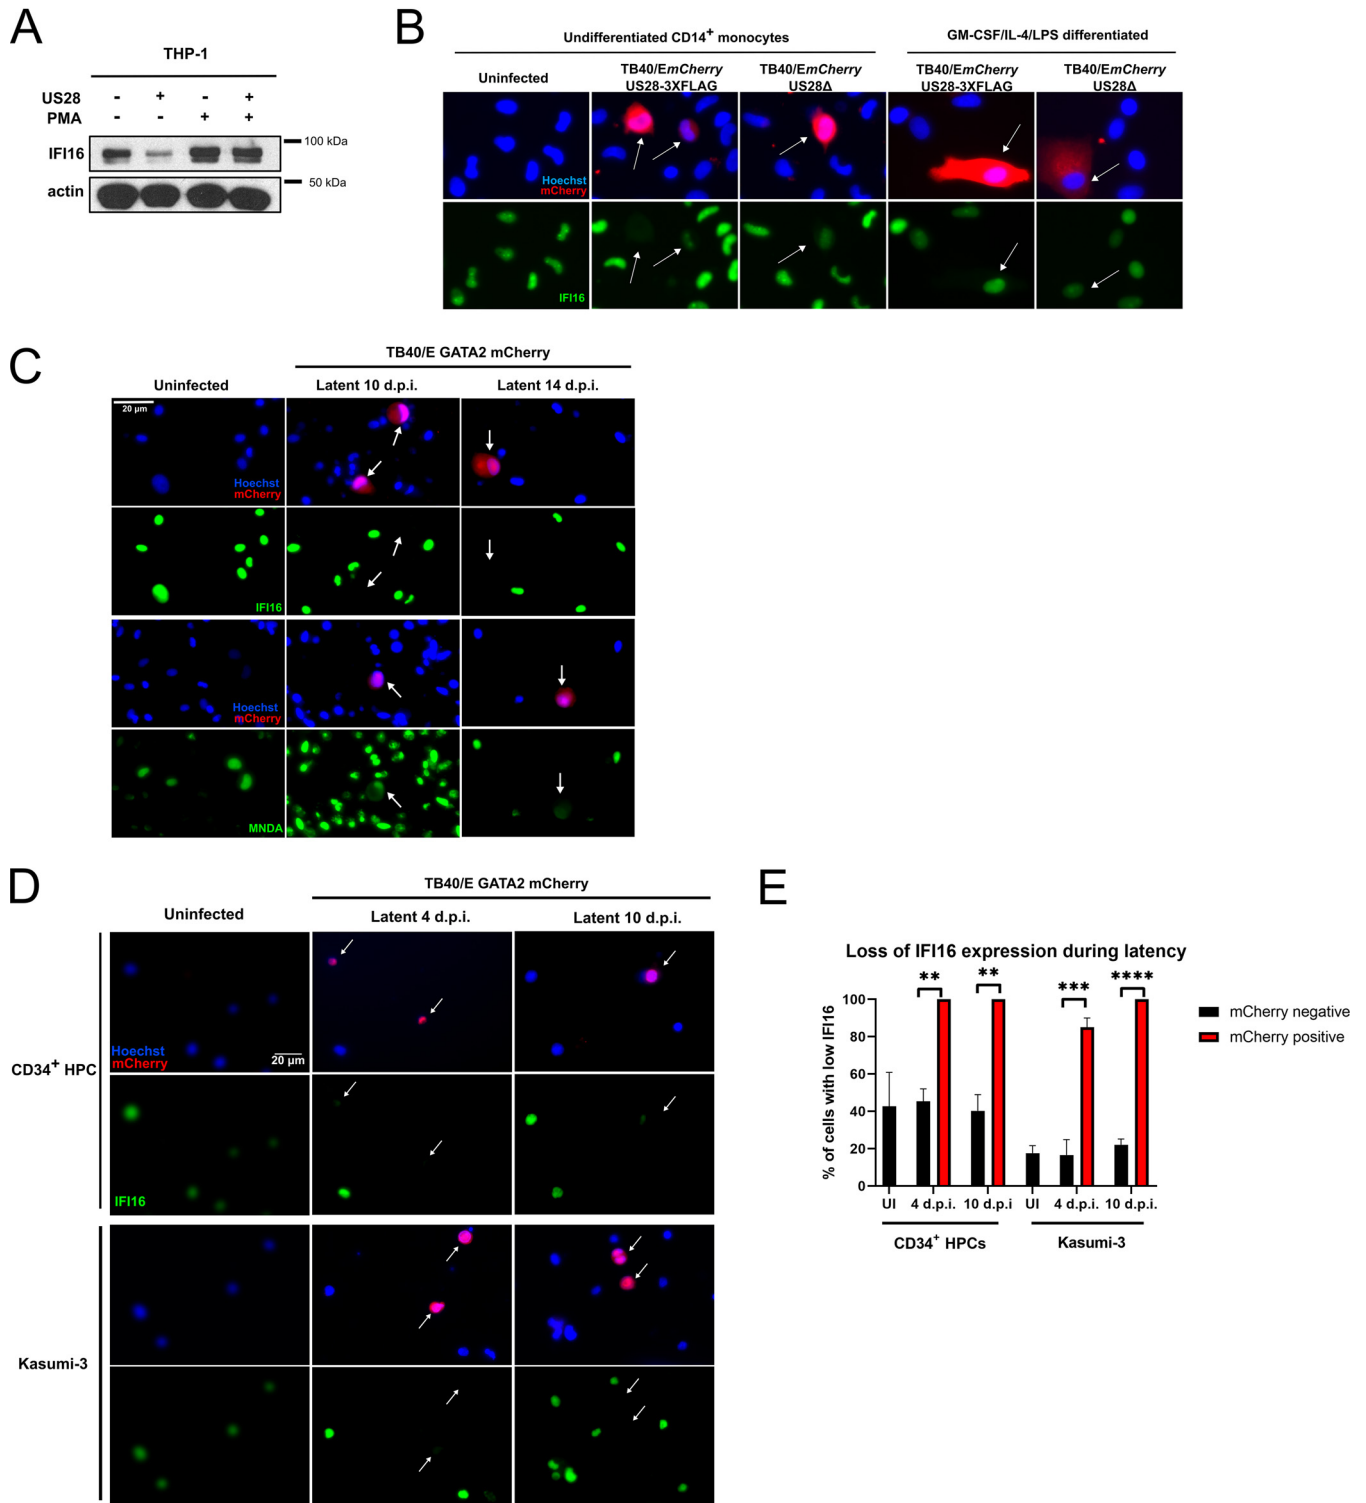 A
THP-1
US28 - + - +
PMA - - + +
IFI16
100 kDa
actin
50 kDa
B
Undifferentiated CD14+ monocytes
GM-CSF/IL-4/LPS differentiated
Uninfected
TB40/EmCherry
US28-3XFLAG
TB40/EmCherry
US28Δ
TB40/EmCherry
US28-3XFLAG
TB40/EmCherry
US28Δ
Hoechst
mCherry
IFI16
C
TB40/E GATA2 mCherry
Uninfected
Latent 10 d.p.i.
Latent 14 d.p.i.
20 µm
Hoechst
mCherry
IFI16
Hoechst
mCherry
MNDA
D
TB40/E GATA2 mCherry
Uninfected
Latent 4 d.p.i.
Latent 10 d.p.i.
CD34+ HPC
Hoechst
mCherry
20 µm
IFI16
Kasumi-3
E
Loss of IFI16 expression during latency
** ** *** ****
% of cells with low IFI16
100
80
60
40
20
0
UI 4 d.p.i. 10 d.p.i UI 4 d.p.i. 10 d.p.i.
CD34+ HPCs
Kasumi-3
mCherry negative
mCherry positive